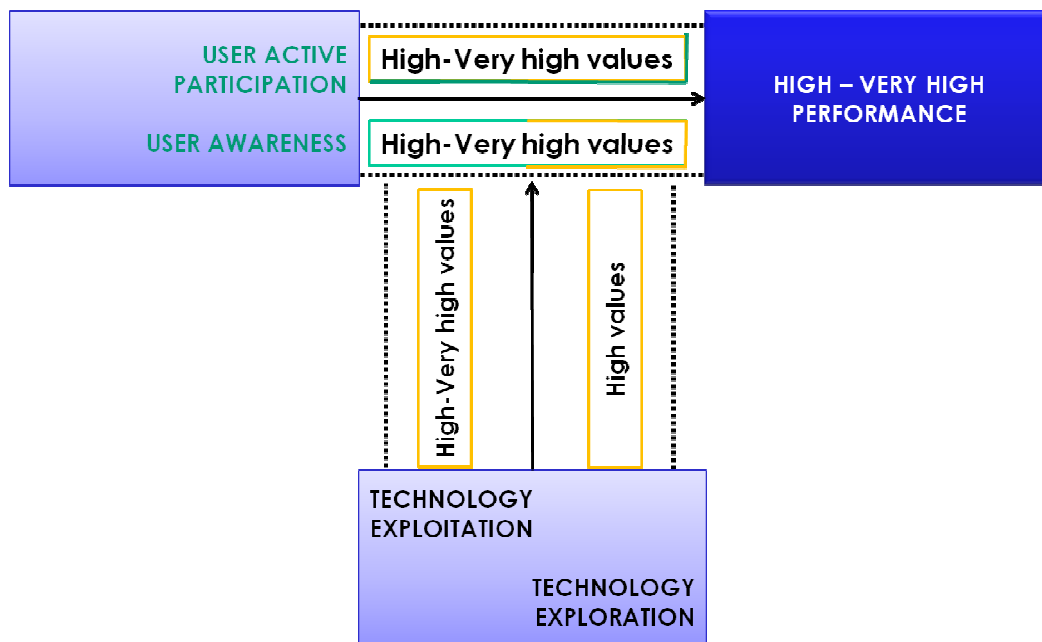 USER ACTIVE
PARTICIPATION
USER AWARENESS
High-Very high values
High-Very high values
HIGH – VERY HIGH
PERFORMANCE
High-Very high values
High values
TECHNOLOGY
EXPLOITATION
TECHNOLOGY
EXPLORATION